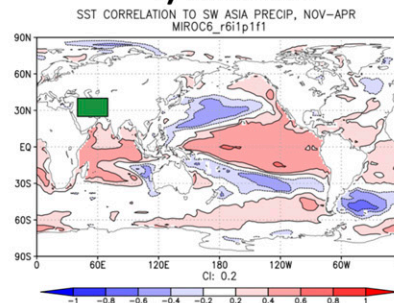 SST CORRELATION TO SW ASIA PRECIP, NOV-APR
MIROC6_r6i1p1f1
90N
60N
30N
EQ
30S
60S
90S
0 60E 120E 180 120W 60W
CI: 0.2
-1 -0.8 -0.6 -0.4 -0.2 0.2 0.4 0.6 0.8